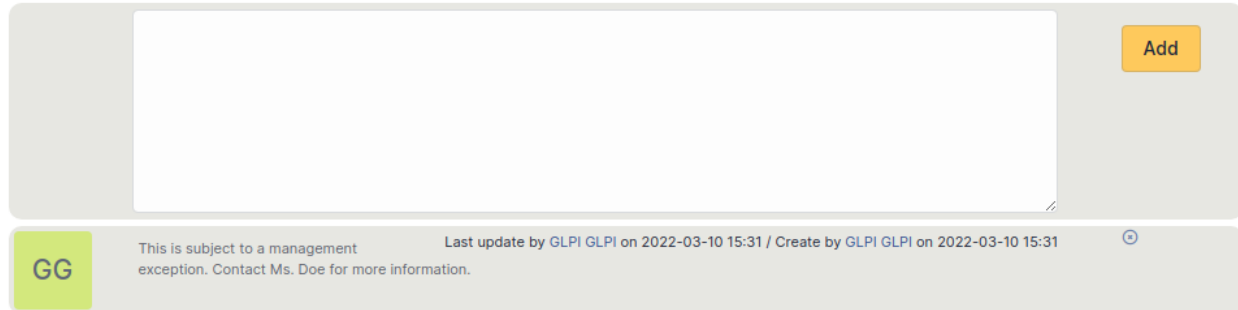 Add
GG
This is subject to a management
exception. Contact Ms. Doe for more information.
Last update by GLPI GLPI on 2022-03-10 15:31 / Create by GLPI GLPI on 2022-03-10 15:31